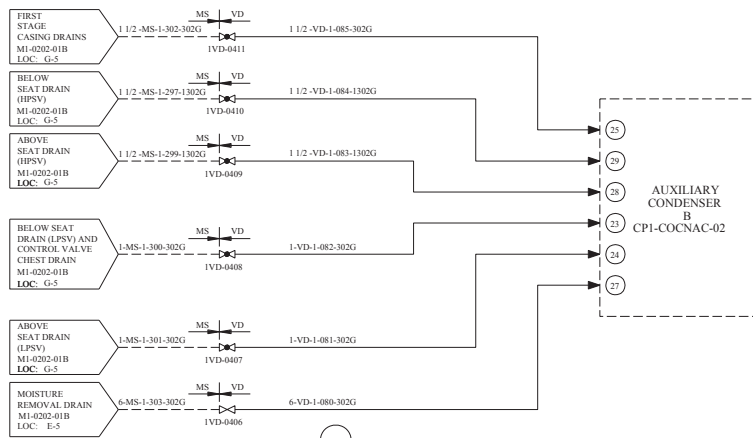 FIRST
STAGE
CASING DRAINS
M1-0202-01B
LOC: G-5
1 1/2 -MS-1-302-302G
MS VD
1VD-0411
1 1/2 -VD-1-085-302G
BELOW
SEAT DRAIN
(HPSV)
M1-0202-01B
LOC: G-5
1 1/2 -MS-1-297-1302G
MS VD
1VD-0410
1 1/2 -VD-1-084-1302G
ABOVE
SEAT DRAIN
(HPSV)
M1-0202-01B
LOC: G-5
1 1/2 -MS-1-299-1302G
MS VD
1VD-0409
1 1/2 -VD-1-083-1302G
BELOW SEAT
DRAIN (LPSV) AND
CONTROL VALVE
CHEST DRAIN
M1-0202-01B
LOC: G-5
1-MS-1-300-302G
MS VD
1VD-0408
1-VD-1-082-302G
ABOVE
SEAT DRAIN
(LPSV)
M1-0202-01B
LOC: G-5
1-MS-1-301-302G
MS VD
1VD-0407
1-VD-1-081-302G
MOISTURE
REMOVAL DRAIN
M1-0202-01B
LOC: E-5
6-MS-1-303-302G
MS VD
1VD-0406
6-VD-1-080-302G
25
29
28
23
24
27
AUXILIARY
CONDENSER
B
CP1-COCNAC-02